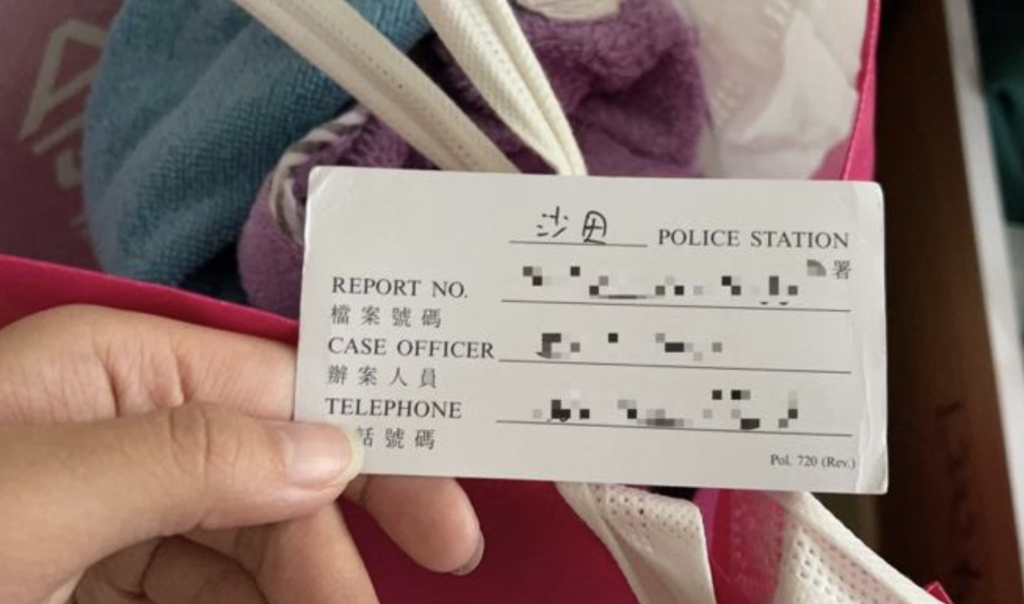 沙田 POLICE STATION
署
REPORT NO.
檔案號碼
CASE OFFICER
辦案人員
TELEPHONE
話號碼
Pol. 720 (Rev.)